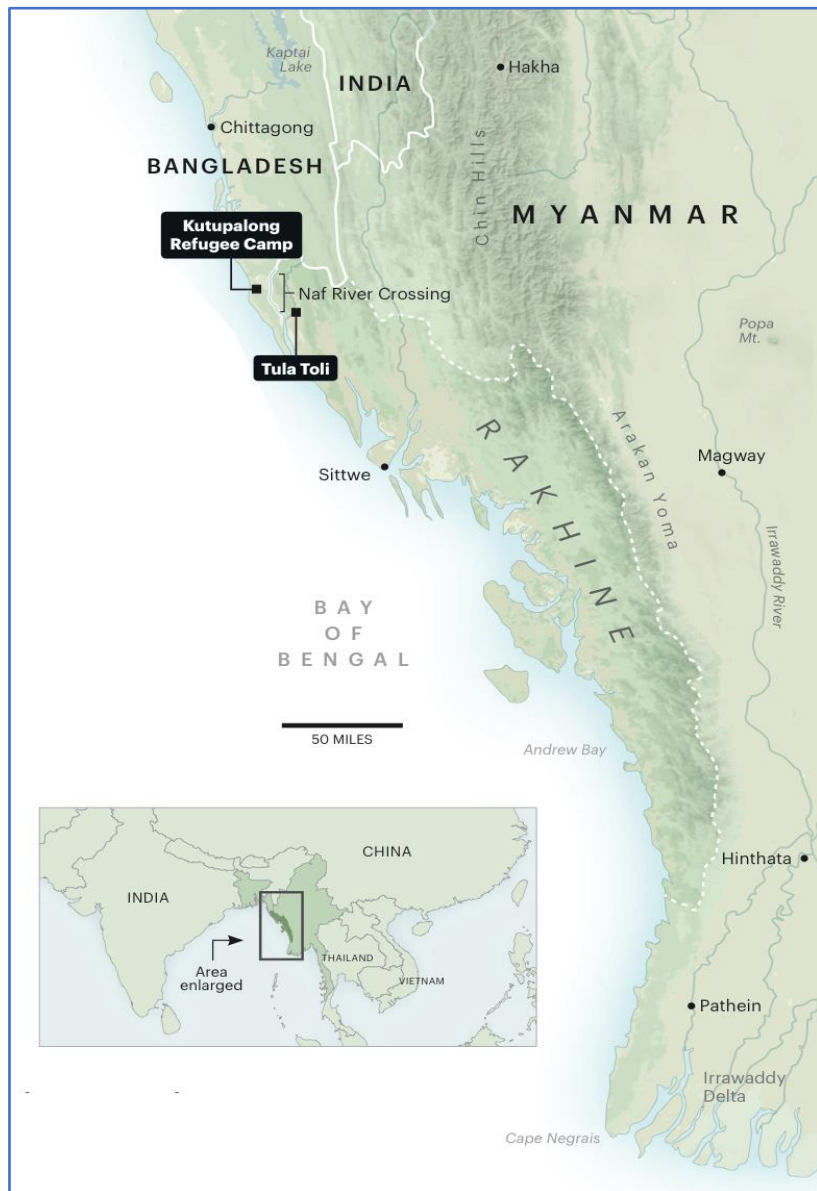 Kaptai
Lake
INDIA
Hakha
Chittagong
BANGLADESH
Chin Hills
MYANMAR
Kutupalong
Refugee Camp
Naf River Crossing
Popa
Mt.
Tula Toli
RAKHINE
Arakan Yoma
Magway
Sittwe
Irrawaddy River
BAY
OF
BENGAL
50 MILES
Andrew Bay
CHINA
INDIA
Hinthata
Area
enlarged
THAILAND
VIETNAM
Pathein
Irrawaddy
Delta
Cape Negrais